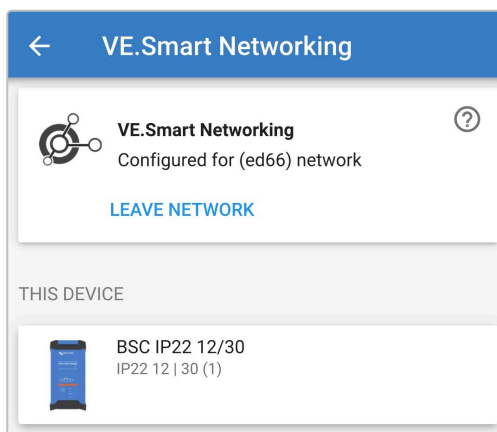 VE.Smart Networking
VE.Smart Networking
Configured for (ed66) network
LEAVE NETWORK
THIS DEVICE
BSC IP22 12/30
IP22 12 | 30 (1)